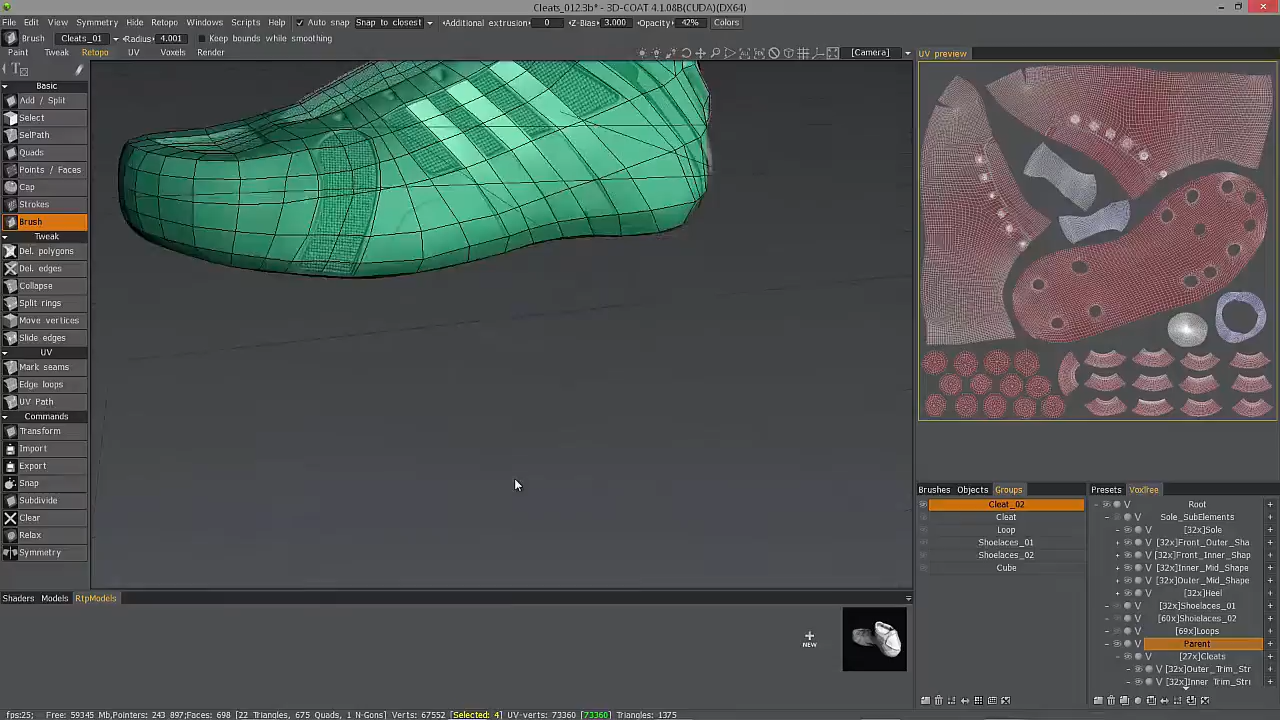 Cleats_012.3b* - 3D-COAT 4.1.08B(CUDA)(DX64)
File Edit View Symmetry Hide Retopo Windows Scripts Help Auto snap Snap to closest Additional extrusion 0 Z-Bias 3.000 Opacity 42% Colors
Brush Cleats_01 Radius 4.001 Keep bounds while smoothing
Paint Tweak Retopo UV Voxels Render [Camera] UV preview
Basic
Add / Split
Select
SelPath
Quads
Points / Faces
Cap
Strokes
Brush
Tweak
Del. polygons
Del. edges
Collapse
Split rings
Move vertices
Slide edges
UV
Mark seams
Edge loops
UV Path
Commands
Transform
Import
Export
Snap
Subdivide
Clear
Relax
Symmetry
Brushes Objects Groups
Cleat_02
Cleat
Loop
Shoelaces_01
Shoelaces_02
Cube
Presets VoxTree
V Root +
Sole_SubElements
V [32x]Sole +
V [32x]Front_Outer_Sha
V [32x]Front_Inner_Shap
V [32x]Inner_Mid_Shape
V [32x]Outer_Mid_Shape
V [32x]Heel +
V [32x]Shoelaces_01 +
V [60x]Shoelaces_02 +
V [69x]Loops +
V Parent +
V [27x]Cleats +
V [32x]Outer_Trim_Str
V [32x]Inner_Trim_Str
Shaders Models RtpModels
NEW
fps:25 Free: 59345 Mb,Pointers: 243 897;Faces: 698 [22 Triangles, 675 Quads, 1 N-Gons] Verts: 67552 [Selected: 4] UV-verts: 73360 [73360] Triangles: 1375